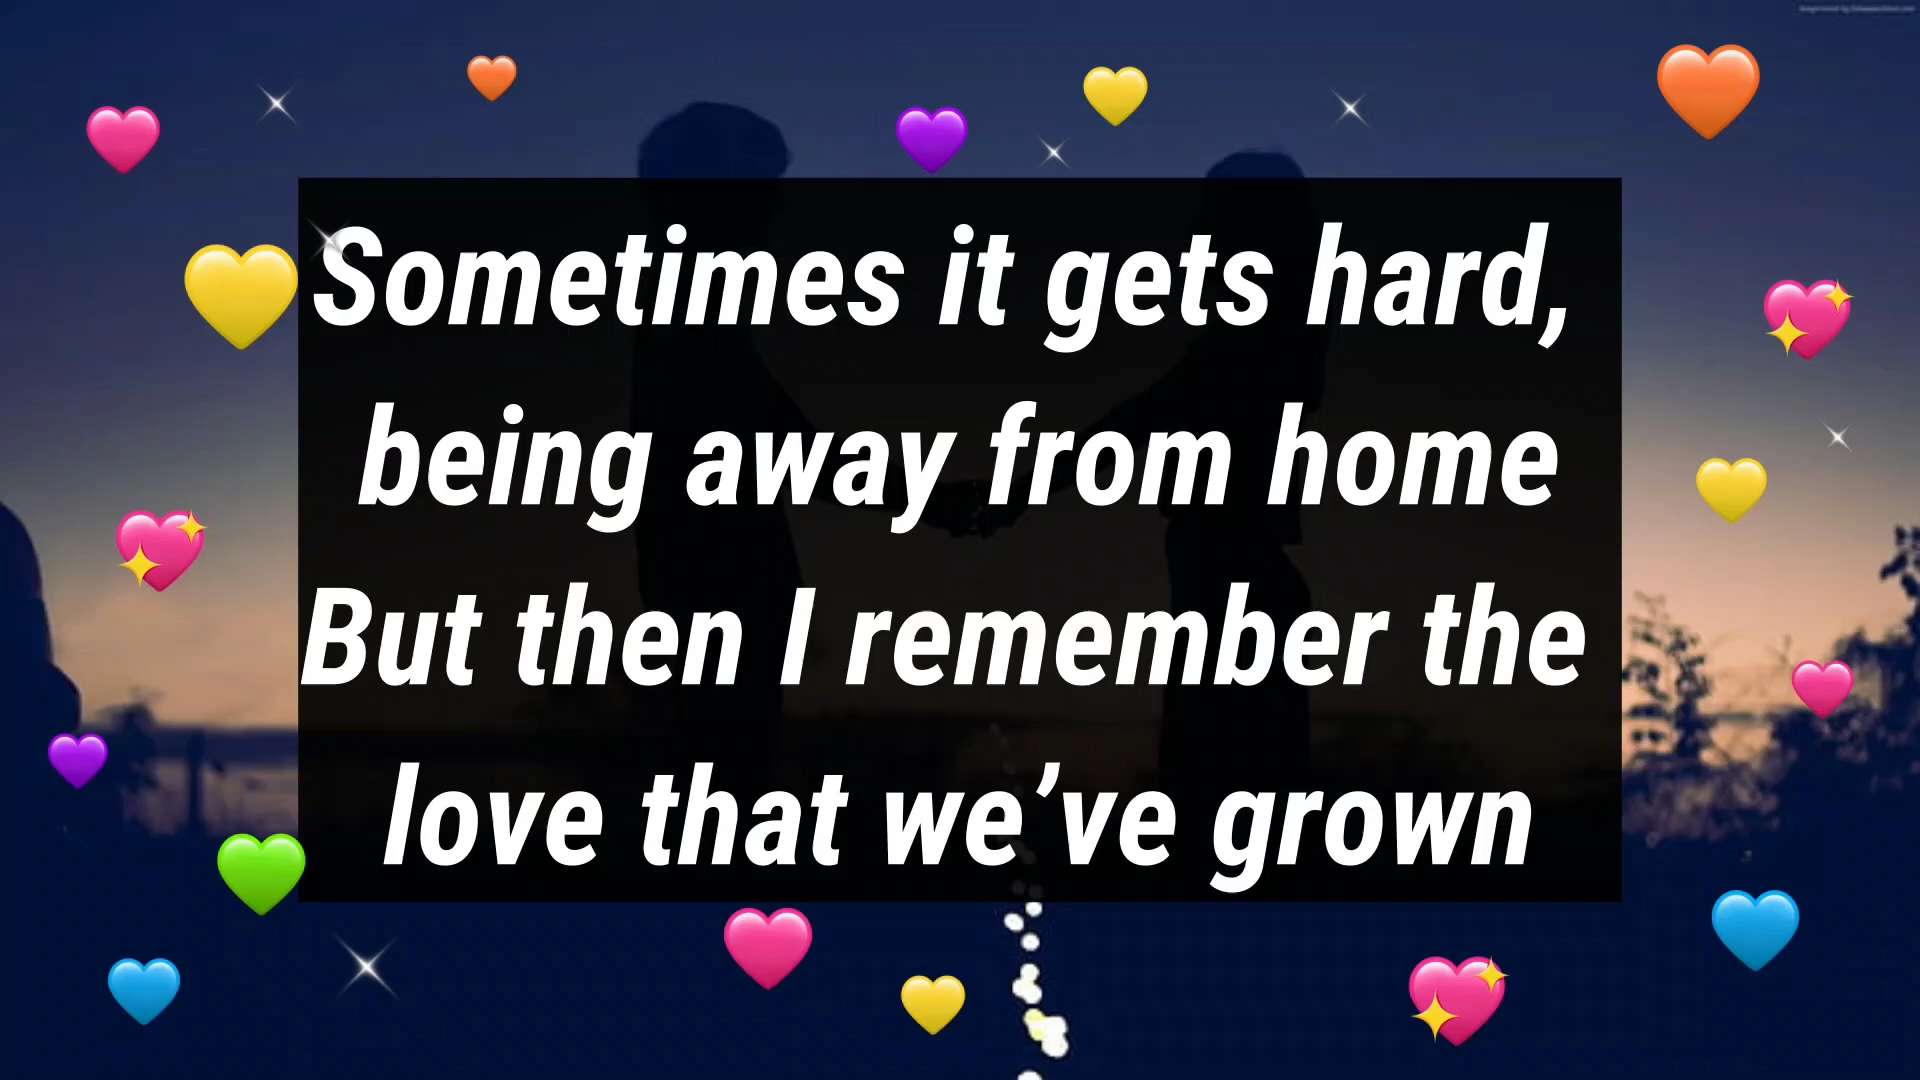 Sometimes it gets hard,
being away from home
But then I remember the
love that we’ve grown